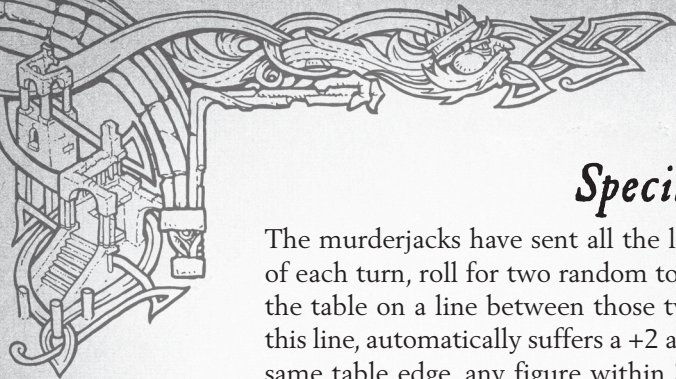 Speci
The murderjacks have sent all the l
of each turn, roll for two random to
the table on a line between those tw
this line, automatically suffers a +2 a
same table edge, any figure within